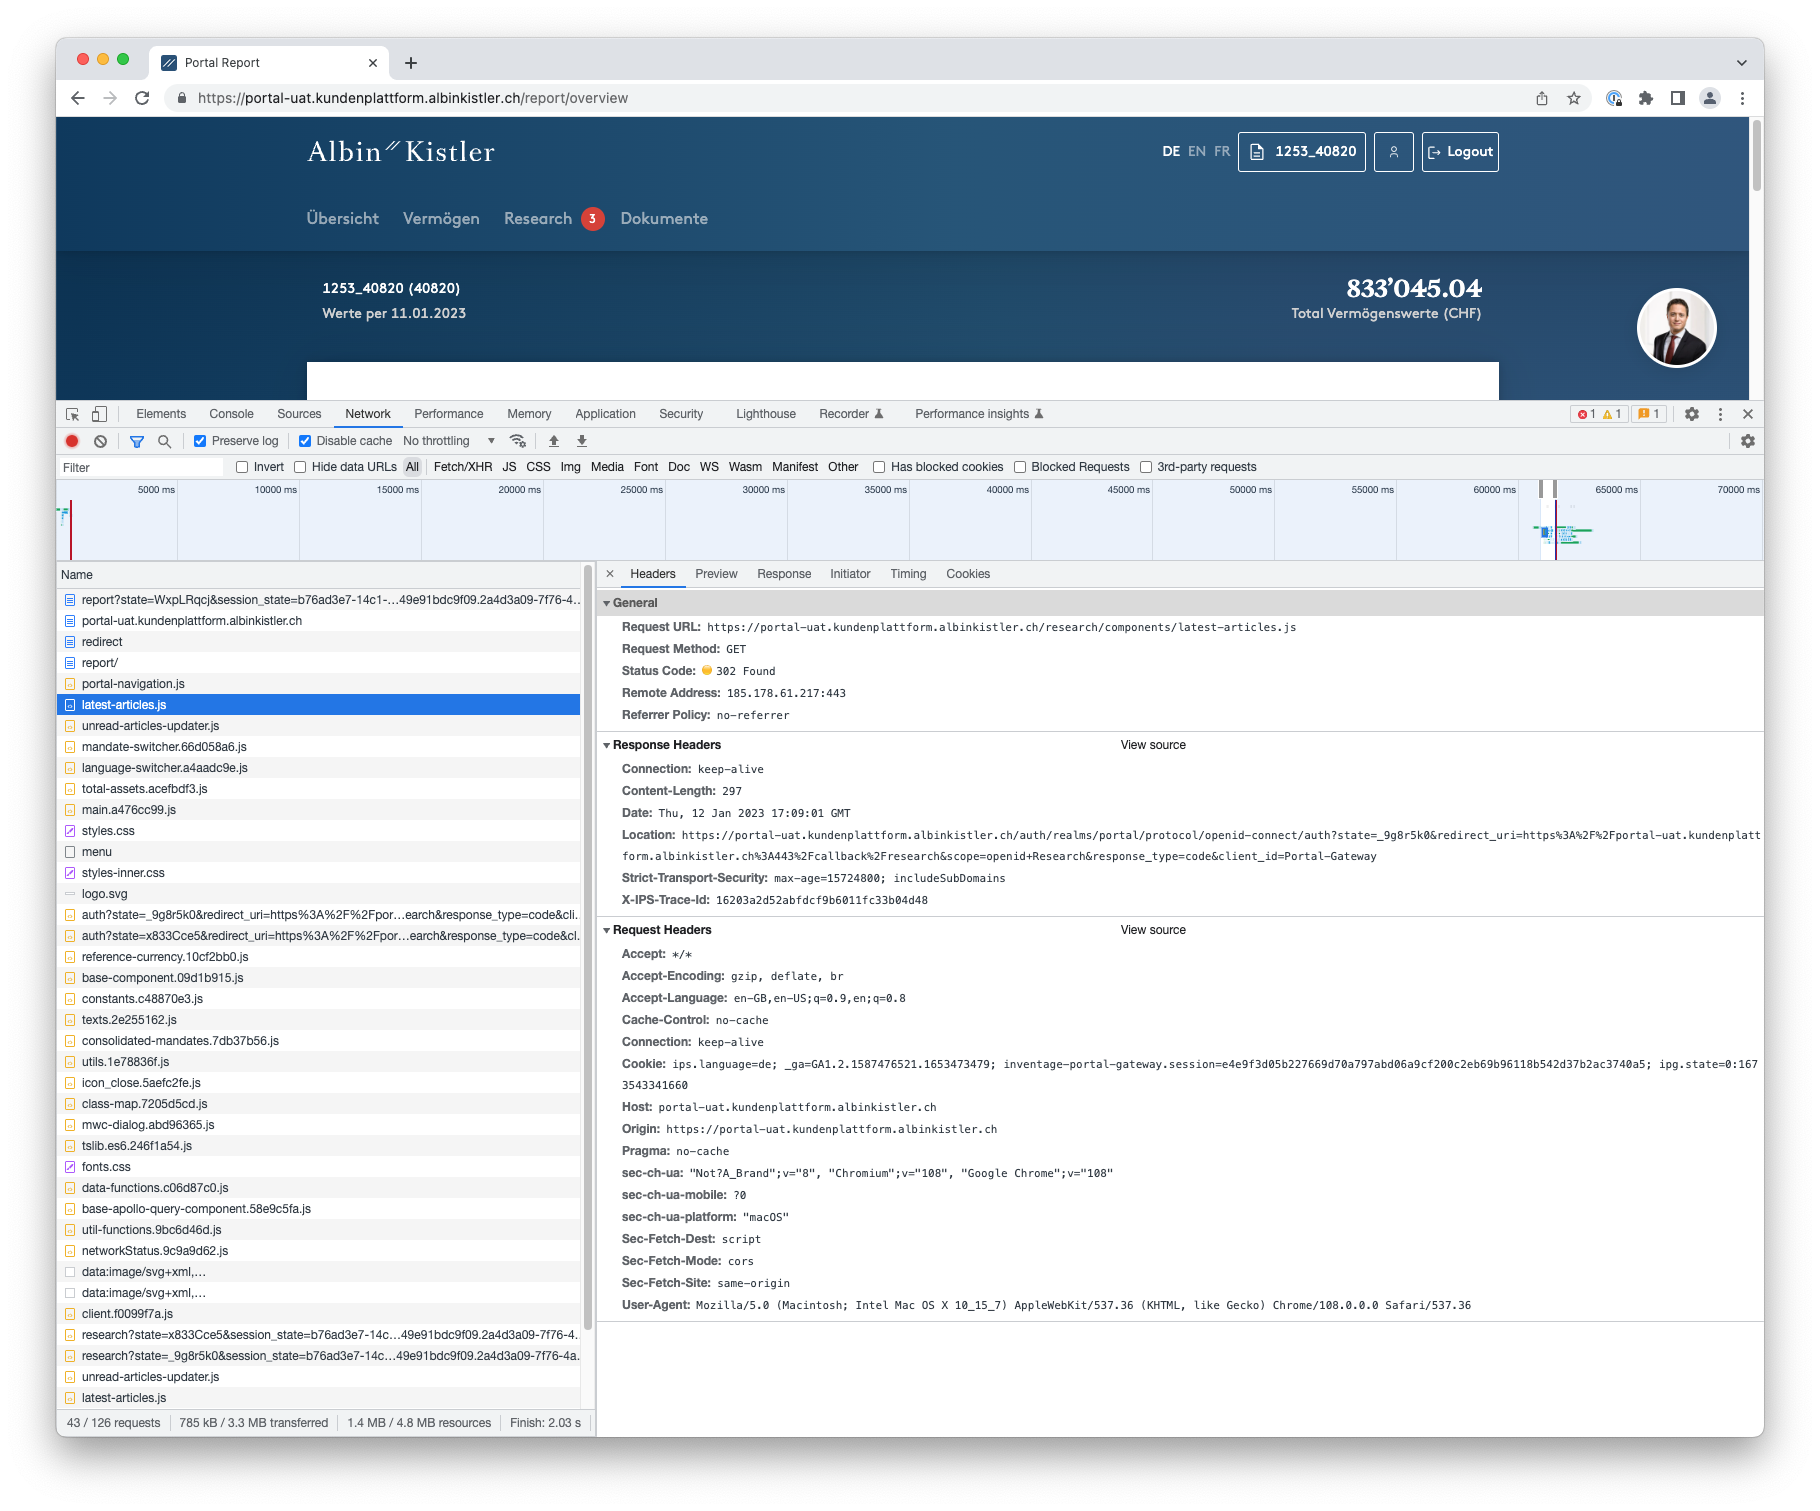 Portal Report
https://portal-uat.kundenplattform.albinkistler.ch/report/overview
Albin Kistler
DE EN FR 1253_40820 Logout
Übersicht Vermögen Research 3 Dokumente
1253_40820 (40820) 833’045.04
Werte per 11.01.2023 Total Vermögenswerte (CHF)
Elements Console Sources Network Performance Memory Application Security Lighthouse Recorder Performance insights 1 1 1
Preserve log Disable cache No throttling
Filter Invert Hide data URLs All Fetch/XHR JS CSS Img Media Font Doc WS Wasm Manifest Other Has blocked cookies Blocked Requests 3rd-party requests
5000 ms 10000 ms 15000 ms 20000 ms 25000 ms 30000 ms 35000 ms 40000 ms 45000 ms 50000 ms 55000 ms 60000 ms 65000 ms 70000 ms
Name
report?state=WxpLRqcj&session_state=b76ad3e7-14c1-...49e91bdc9f09.2a4d3a09-7f76-4...
portal-uat.kundenplattform.albinkistler.ch
redirect
report/
portal-navigation.js
latest-articles.js
unread-articles-updater.js
mandate-switcher.66d058a6.js
language-switcher.a4aadc9e.js
total-assets.acefbdf3.js
main.a476cc99.js
styles.css
menu
styles-inner.css
logo.svg
auth?state=_9g8r5k0&redirect_uri=https%3A%2F%2Fpor...earch&response_type=code&cli...
auth?state=x833Cce5&redirect_uri=https%3A%2F%2Fpor...earch&response_type=code&cl...
reference-currency.10cf2bb0.js
base-component.09d1b915.js
constants.c48870e3.js
texts.2e255162.js
consolidated-mandates.7db37b56.js
utils.1e78836f.js
icon_close.5aefc2fe.js
class-map.7205d5cd.js
mwc-dialog.abd96365.js
tslib.es6.246f1a54.js
fonts.css
data-functions.c06d87c0.js
base-apollo-query-component.58e9c5fa.js
util-functions.9bc6d46d.js
networkStatus.9c9a9d62.js
data:image/svg+xml,...
data:image/svg+xml,...
client.f0099f7a.js
research?state=x833Cce5&session_state=b76ad3e7-14c...49e91bdc9f09.2a4d3a09-7f76-4...
research?state=_9g8r5k0&session_state=b76ad3e7-14c...49e91bdc9f09.2a4d3a09-7f76-4a...
unread-articles-updater.js
latest-articles.js
43 / 126 requests 785 kB / 3.3 MB transferred 1.4 MB / 4.8 MB resources Finish: 2.03 s
Headers Preview Response Initiator Timing Cookies
General
Request URL: https://portal-uat.kundenplattform.albinkistler.ch/research/components/latest-articles.js
Request Method: GET
Status Code: 302 Found
Remote Address: 185.178.61.217:443
Referrer Policy: no-referrer
Response Headers View source
Connection: keep-alive
Content-Length: 297
Date: Thu, 12 Jan 2023 17:09:01 GMT
Location: https://portal-uat.kundenplattform.albinkistler.ch/auth/realms/portal/protocol/openid-connect/auth?state=_9g8r5k0&redirect_uri=https%3A%2F%2Fportal-uat.kundenplatt
form.albinkistler.ch%3A443%2Fcallback%2Fresearch&scope=openid+Research&response_type=code&client_id=Portal-Gateway
Strict-Transport-Security: max-age=15724800; includeSubDomains
X-IPS-Trace-Id: 16203a2d52abfdcf9b6011fc33b04d48
Request Headers View source
Accept: */*
Accept-Encoding: gzip, deflate, br
Accept-Language: en-GB,en-US;q=0.9,en;q=0.8
Cache-Control: no-cache
Connection: keep-alive
Cookie: ips.language=de; _ga=GA1.2.1587476521.1653473479; inventage-portal-gateway.session=e4e9f3d05b227669d70a797abd06a9cf200c2eb69b96118b542d37b2ac3740a5; ipg.state=0:167
3543341660
Host: portal-uat.kundenplattform.albinkistler.ch
Origin: https://portal-uat.kundenplattform.albinkistler.ch
Pragma: no-cache
sec-ch-ua: "Not?A_Brand";v="8", "Chromium";v="108", "Google Chrome";v="108"
sec-ch-ua-mobile: ?0
sec-ch-ua-platform: "macOS"
Sec-Fetch-Dest: script
Sec-Fetch-Mode: cors
Sec-Fetch-Site: same-origin
User-Agent: Mozilla/5.0 (Macintosh; Intel Mac OS X 10_15_7) AppleWebKit/537.36 (KHTML, like Gecko) Chrome/108.0.0.0 Safari/537.36